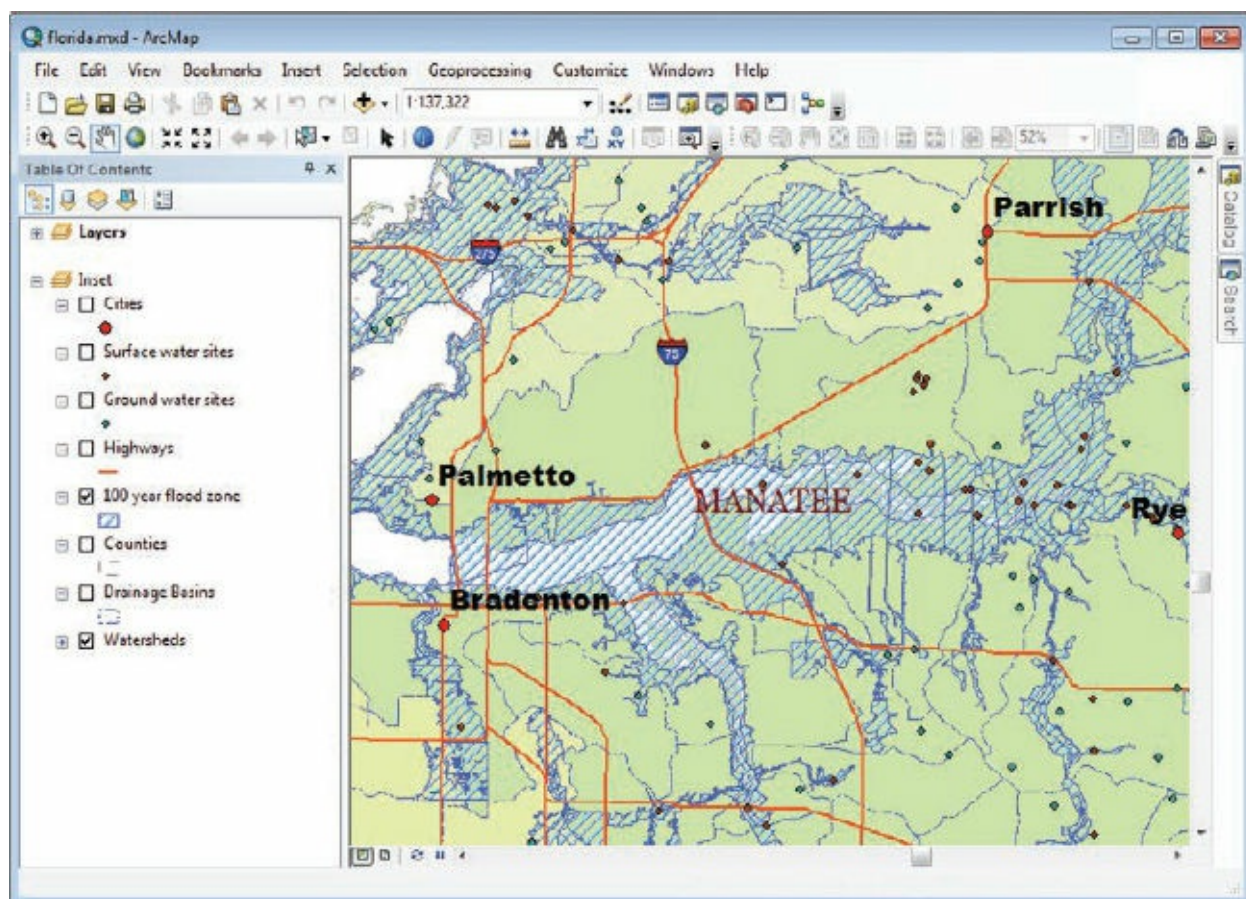 florida.mxd - ArcMap
File Edit View Bookmarks Insert Selection Geoprocessing Customize Windows Help
1:137,322
52%
Table Of Contents
Layers
Inset
Cities
Surface water sites
Ground water sites
Highways
100 year flood zone
Counties
Drainage Basins
Watersheds
Parrish
275
75
Palmetto
MANATEE
Rye
Bradenton
Catalog
Search